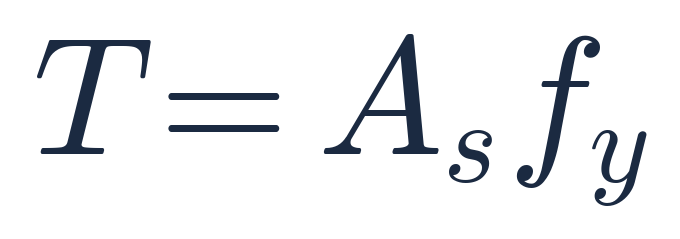 T = A_s f_y